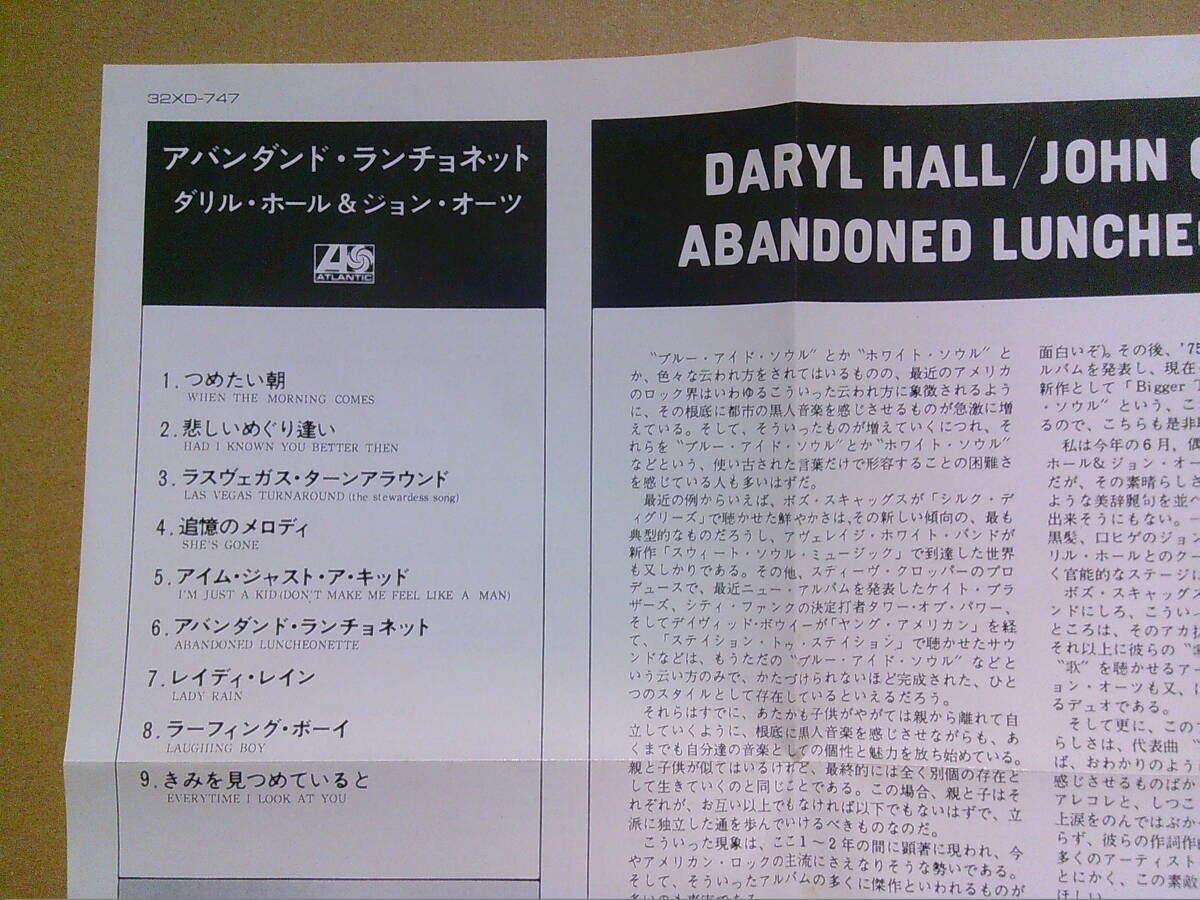 32XD-747
アバンダンド・ランチョネット
ダリル・ホール&ジョン・オーツ
ATLANTIC
1.つめたい朝
WHEN THE MORNING COMES
2.悲しいめぐり逢い
HAD I KNOWN YOU BETTER THEN
3.ラスヴェガス・ターンアラウンド
LAS VEGAS TURNAROUND (the stewardess song)
4.追憶のメロディ
SHE'S GONE
5.アイム・ジャスト・ア・キッド
I'M JUST A KID (DON'T MAKE ME FEEL LIKE A MAN)
6.アバンダンド・ランチョネット
ABANDONED LUNCHEONETTE
7.レイディ・レイン
LADY RAIN
8.ラーフィング・ボーイ
LAUGHING BOY
9.きみを見つめていると
EVERYTIME I LOOK AT YOU
DARYL HALL/JOHN
ABANDONED LUNCHE
"ブルー・アイド・ソウル"とか"ホワイト・ソウル"と
か、色々な云われ方をされてはいるものの、最近のアメリカ
のロック界はいわゆるこういった云われ方に象徴されるよう
に、その根底に都市の黒人音楽を感じさせるものが急激に増
えている。そして、そういったものが増えていくにつれ、そ
れらを"ブルー・アイド・ソウル"とか"ホワイト・ソウル"
などという、使い古された言葉だけで形容することの困難さ
を感じている人も多いはずだ。
最近の例からいえば、ボズ・スキャッグスが「シルク・デ
ィグリーズ」で聴かせた鮮やかさは、その新しい傾向の、最も
典型的なものだろうし、アヴェレイジ・ホワイト・バンドが
新作「スウィート・ソウル・ミュージック」で到達した世界
も又しかりである。その他、スティーヴ・クロッパーのプロ
デュースで、最近ニュー・アルバムを発表したケイト・ブラ
ザーズ、シティ・ファンクの決定打者タワー・オブ・パワー、
そしてデイヴィッド・ボウイーが「ヤング・アメリカン」を経
て、「ステイション・トゥ・ステイション」で聴かせたサウ
ンドなどは、もうただの"ブルー・アイド・ソウル"などと
いう云い方のみで、かたづけられないほど完成された、ひと
つのスタイルとして存在しているといえるだろう。
それらはすでに、あたかも子供がやがては親から離れて自
立していくように、根底に黒人音楽を感じさせながらも、あ
くまでも自分達の音楽としての個性と魅力を放ち始めている。
親と子供が似てはいるけれど、最終的には全く別個の存在と
して生きていくのと同じことである。この場合、親と子はそ
れぞれが、お互い以上でもなければ以下でもないはずで、立
派に独立した通を歩んでいけるべきものなのだ。
こういった現象は、ここ1～2年の間に顕著に現われ、今
やアメリカン・ロックの主流にさえなりそうな勢いである。
そして、そういったアルバムの多くに傑作といわれるものが
多いのも事実である。
面白いぞ)。その後、'75
ルバムを発表し、現在
新作として「Bigger
・ソウル"という、こ
るので、こちらも是非
私は今年の6月、偶
ホール&ジョン・オー
だが、その素晴らしさ
ような美辞麗句を並べ
出来そうにもない。
黒髪、口ヒゲのジョン
リル・ホールとのクー
く官能的なステージに
ボズ・スキャッグス
ンドにしろ、こうい
ところは、そのアカ
それ以上に彼らの
"歌"を聴かせるアー
ョン・オーツも又、
るデュオである。
そして更に、このア
らしさは、代表曲
ば、おわかりのよう
感じさせるものばか
アレコレと、しつこ
上涙をのんではぶか
らず、彼らの作詞作
多くのアーティスト
とにかく、この素敵
ほしい。